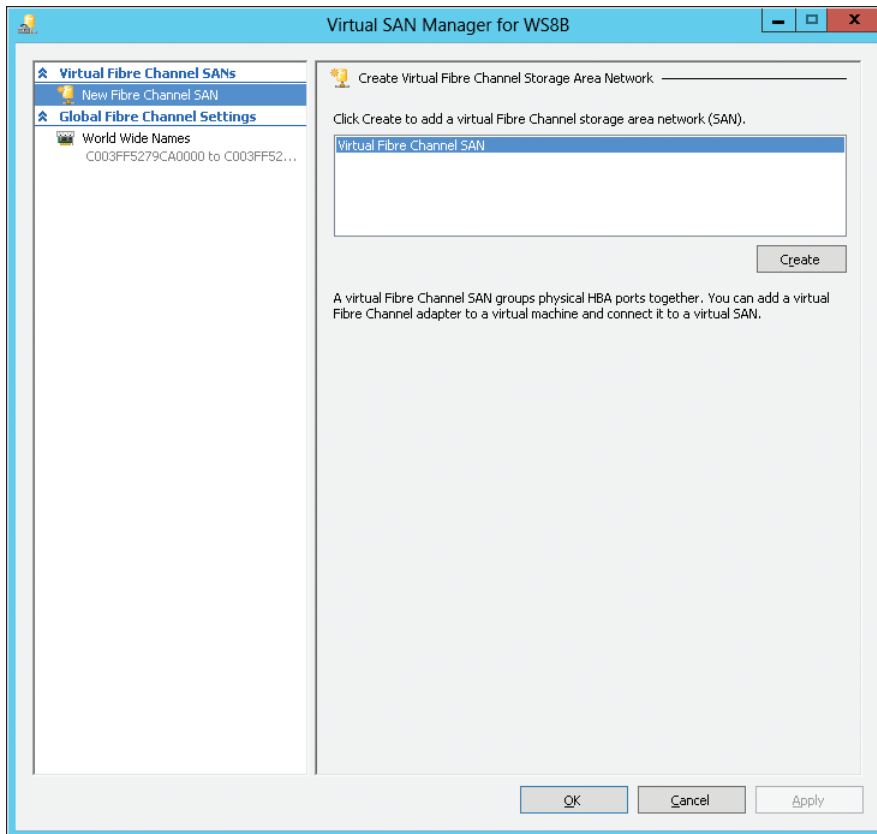 Virtual SAN Manager for WS8B
Virtual Fibre Channel SANs
New Fibre Channel SAN
Global Fibre Channel Settings
World Wide Names
C003FF5279CA0000 to C003FF52...
Create Virtual Fibre Channel Storage Area Network
Click Create to add a virtual Fibre Channel storage area network (SAN).
Virtual Fibre Channel SAN
Create
A virtual Fibre Channel SAN groups physical HBA ports together. You can add a virtual
Fibre Channel adapter to a virtual machine and connect it to a virtual SAN.
OK
Cancel
Apply